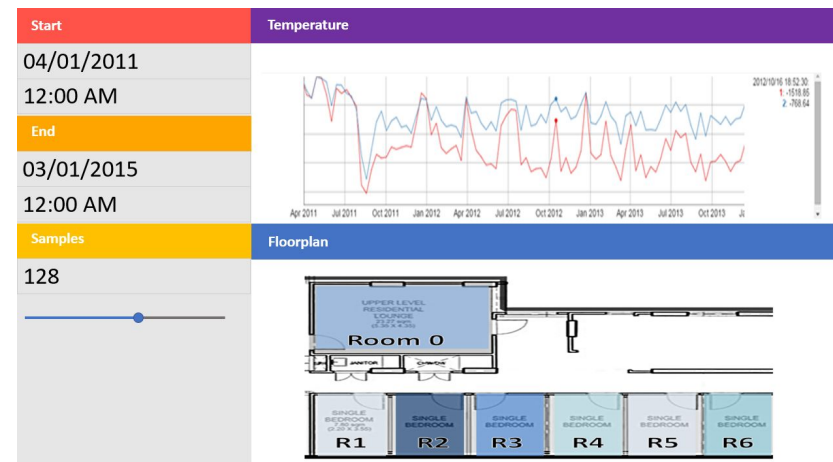 Start
04/01/2011
12:00 AM
End
03/01/2015
12:00 AM
Samples
128
Temperature
2012/10/16 18:52:30:
1: -1518.85
2: -768.64
Apr 2011 Jul 2011 Oct 2011 Jan 2012 Apr 2012 Jul 2012 Oct 2012 Jan 2013 Apr 2013 Jul 2013 Oct 2013
Floorplan
UPPER LEVEL
RESIDENTIAL
LOUNGE
Room 0
JANITOR
SINGLE
BEDROOM
R1
SINGLE
BEDROOM
R2
SINGLE
BEDROOM
R3
SINGLE
BEDROOM
R4
SINGLE
BEDROOM
R5
SINGLE
BEDROOM
R6